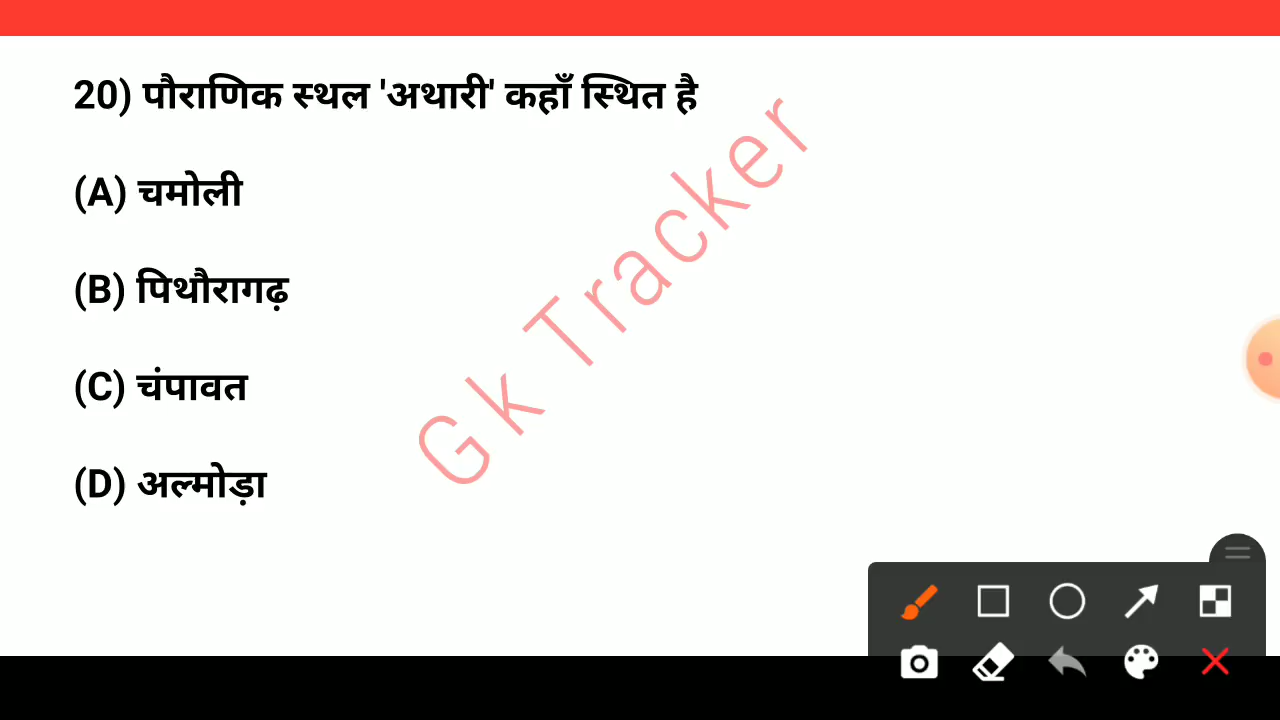 20) पौराणिक स्थल 'अथारी' कहाँ स्थित है
(A) चमोली
(B) पिथौरागढ़
(C) चंपावत
(D) अल्मोड़ा
Gk Tracker